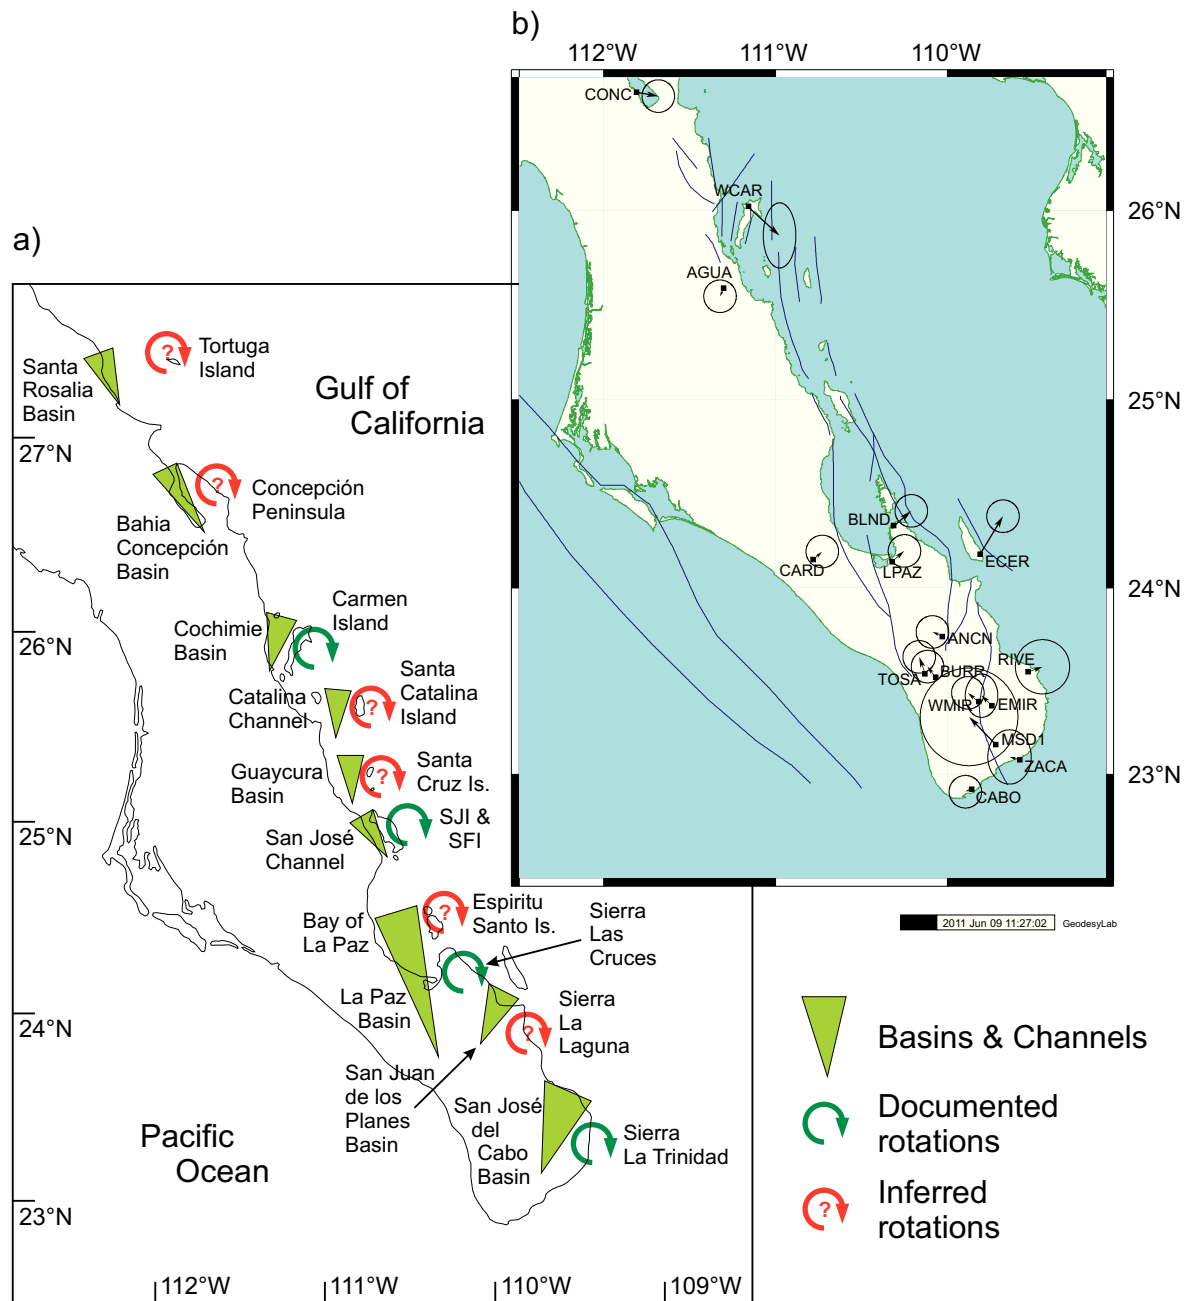 b)
112°W 111°W 110°W
CONC
WCAR
AGUA
BLND
ECER
CARD
LPAZ
ANCN
RIVE
TOSA
BURR
WMIR
EMIR
MSD1
ZACA
CABO
26°N
25°N
24°N
23°N
2011 Jun 09 11:27:02 GeodesyLab
a)
Santa
Rosalia
Basin
?
Tortuga
Island
Gulf of
California
27°N
Bahia
Concepción
Basin
?
Concepción
Peninsula
26°N
Cochimie
Basin
Carmen
Island
Catalina
Channel
?
Santa
Catalina
Island
Guaycura
Basin
?
Santa
Cruz Is.
25°N
San José
Channel
SJI &
SFI
Bay of
La Paz
?
Espiritu
Santo Is.
Sierra
Las
Cruces
La Paz
Basin
24°N
?
Sierra
La
Laguna
San Juan
de los
Planes
Basin
San José
del
Cabo
Basin
Sierra
La Trinidad
Pacific
Ocean
23°N
112°W 111°W 110°W 109°W
Basins & Channels
Documented
rotations
?
Inferred
rotations